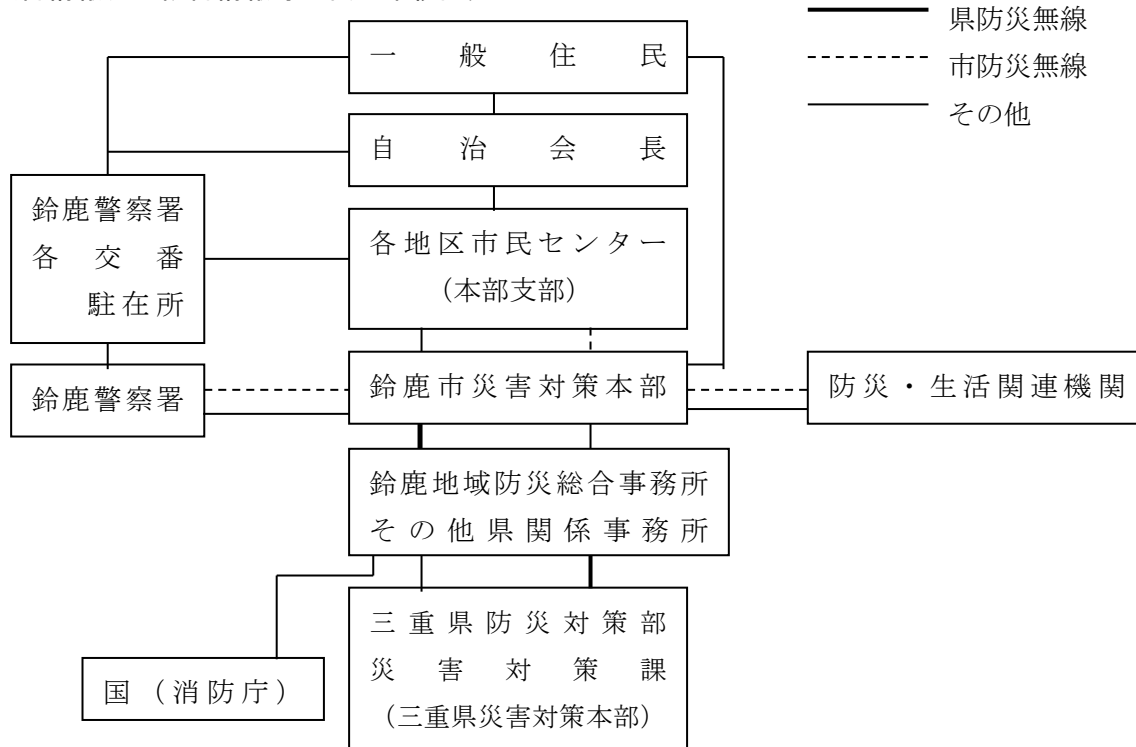 県防災無線
市防災無線
その他
一般住民
自治会長
鈴鹿警察署
各交番
駐在所
各地区市民センター
（本部支部）
鈴鹿警察署
鈴鹿市災害対策本部
防災・生活関連機関
鈴鹿地域防災総合事務所
その他県関係事務所
三重県防災対策部
災害対策課
（三重県災害対策本部）
国（消防庁）